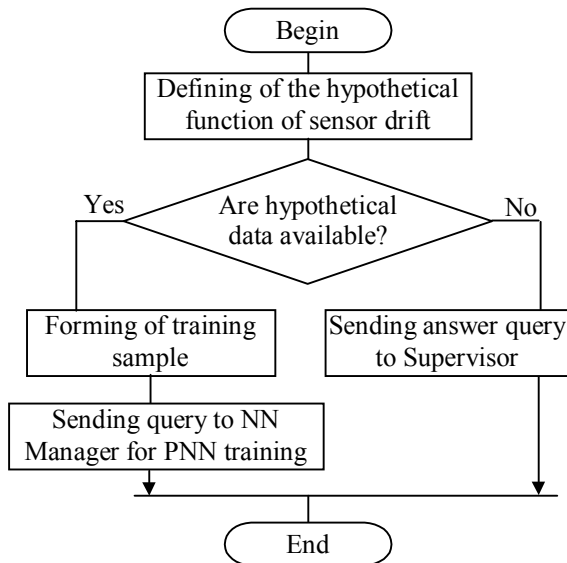 Begin
Defining of the hypothetical
function of sensor drift
Yes
Are hypothetical
data available?
No
Forming of training
sample
Sending answer query
to Supervisor
Sending query to NN
Manager for PNN training
End